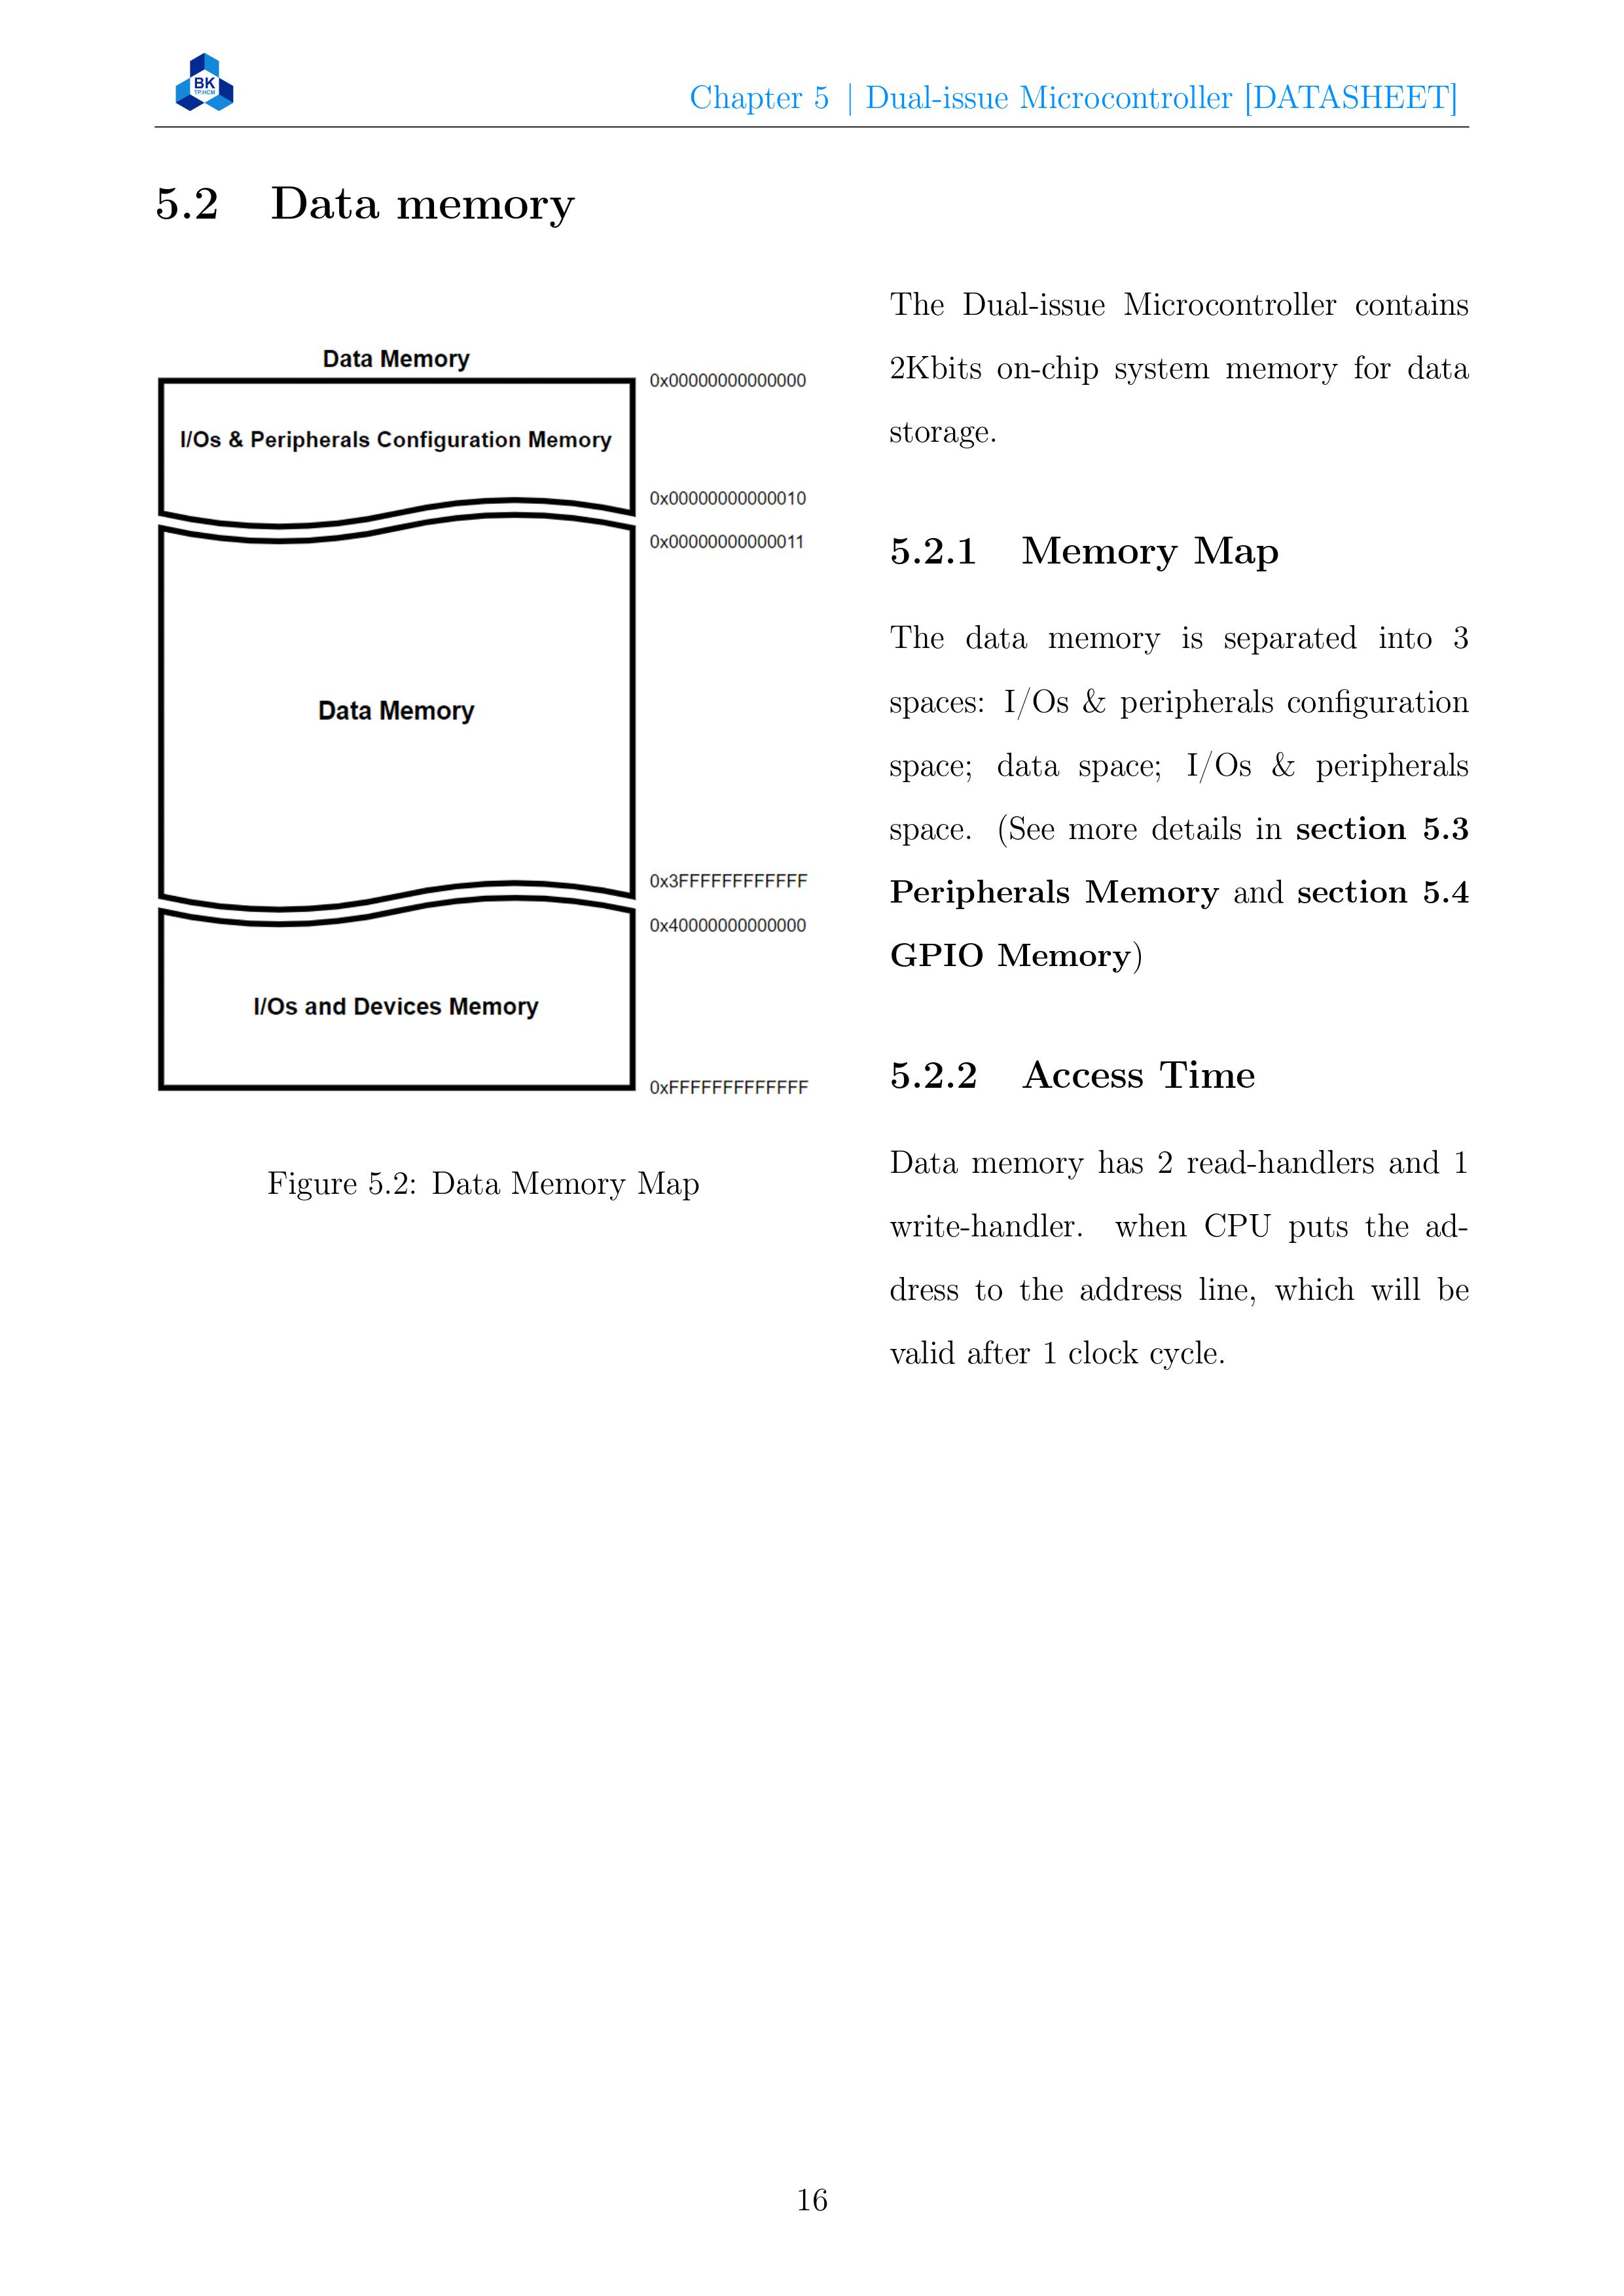 BK
TP.HCM
Chapter 5 | Dual-issue Microcontroller [DATASHEET]
5.2 Data memory
Data Memory
0x00000000000000
I/Os & Peripherals Configuration Memory
0x00000000000010
0x00000000000011
Data Memory
0x3FFFFFFFFFFFF
0x40000000000000
I/Os and Devices Memory
0xFFFFFFFFFFFFF
Figure 5.2: Data Memory Map
The Dual-issue Microcontroller contains
2Kbits on-chip system memory for data
storage.
5.2.1 Memory Map
The data memory is separated into 3
spaces: I/Os & peripherals configuration
space; data space; I/Os & peripherals
space. (See more details in section 5.3
Peripherals Memory and section 5.4
GPIO Memory)
5.2.2 Access Time
Data memory has 2 read-handlers and 1
write-handler. when CPU puts the ad-
dress to the address line, which will be
valid after 1 clock cycle.
16